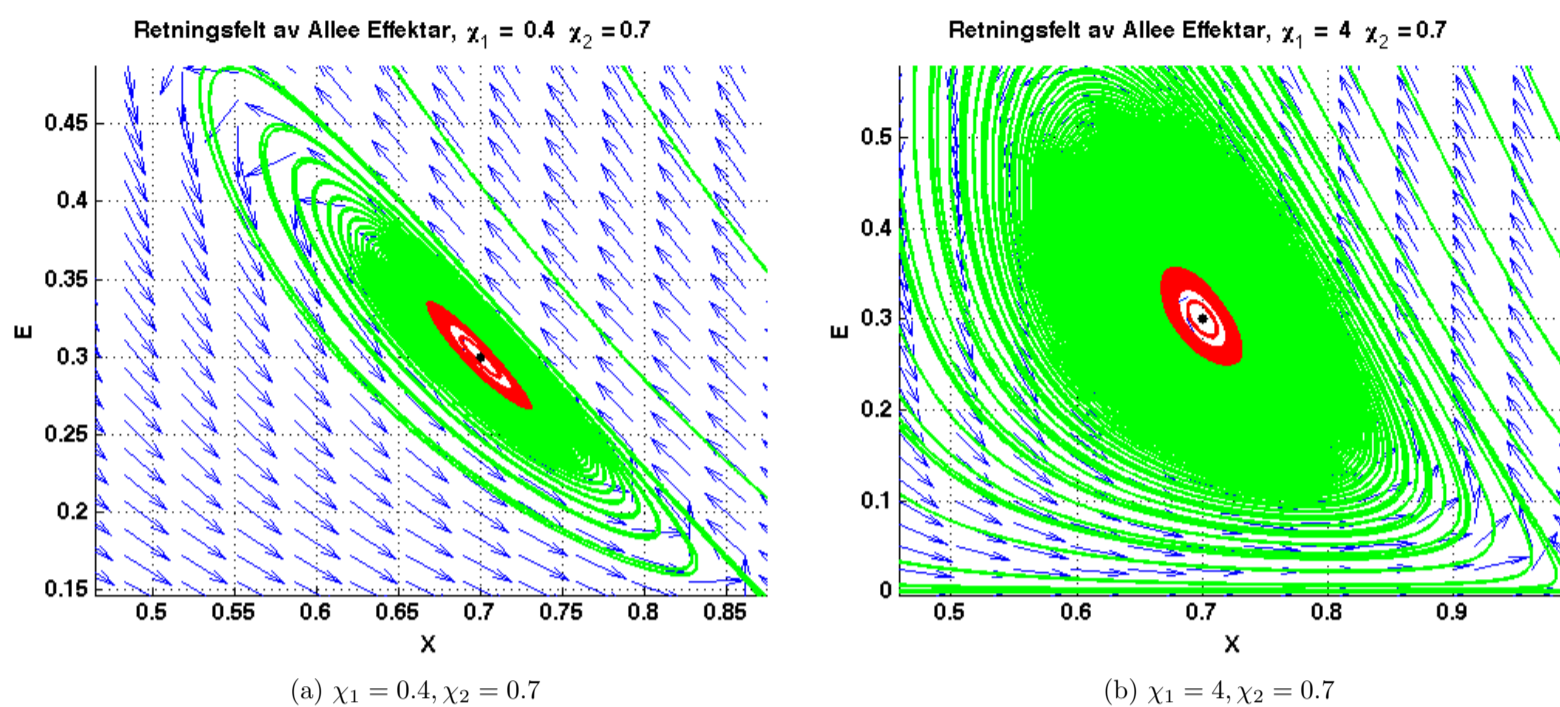 Retningsfelt av Allee Effektar, χ₁ = 0.4 χ₂ =0.7
0.45
0.4
0.35
0.3
0.25
0.2
0.15
E
0.5 0.55 0.6 0.65 0.7 0.75 0.8 0.85
X
(a) χ₁ = 0.4, χ₂ = 0.7
Retningsfelt av Allee Effektar, χ₁ = 4 χ₂ =0.7
0.5
0.4
0.3
0.2
0.1
0
E
0.5 0.6 0.7 0.8 0.9
X
(b) χ₁ = 4, χ₂ = 0.7